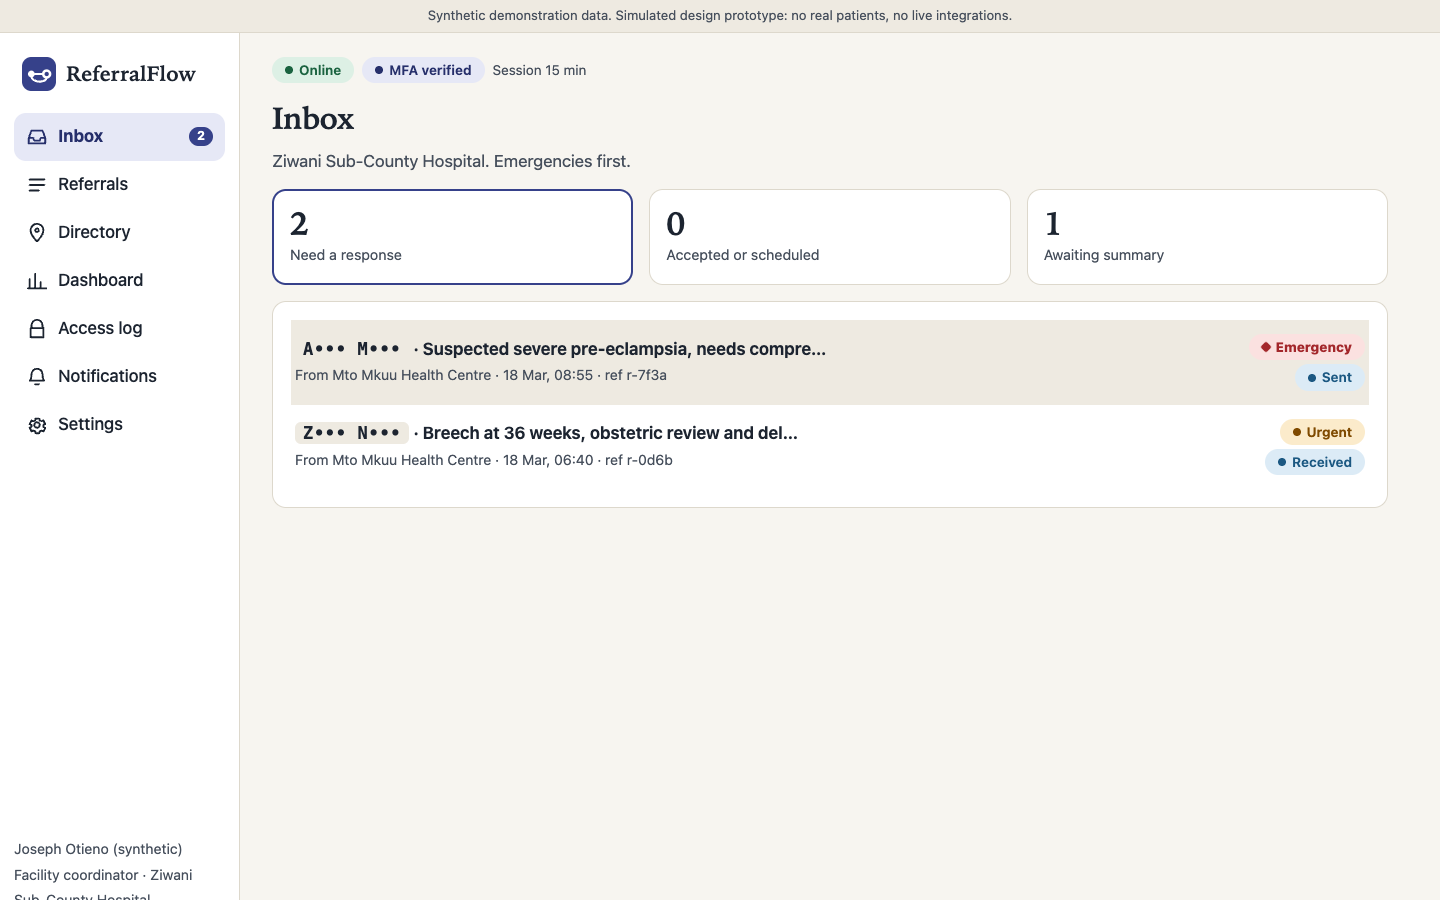 Synthetic demonstration data. Simulated design prototype: no real patients, no live integrations.
ReferralFlow
Inbox 2
Referrals
Directory
Dashboard
Access log
Notifications
Settings
Joseph Otieno (synthetic)
Facility coordinator · Ziwani
Sub-County Hospital
Online MFA verified Session 15 min
Inbox
Ziwani Sub-County Hospital. Emergencies first.
2
Need a response
0
Accepted or scheduled
1
Awaiting summary
A••• M••• · Suspected severe pre-eclampsia, needs compre...
Emergency
From Mto Mkuu Health Centre · 18 Mar, 08:55 · ref r-7f3a
Sent
Z••• N••• · Breech at 36 weeks, obstetric review and del...
Urgent
From Mto Mkuu Health Centre · 18 Mar, 06:40 · ref r-0d6b
Received